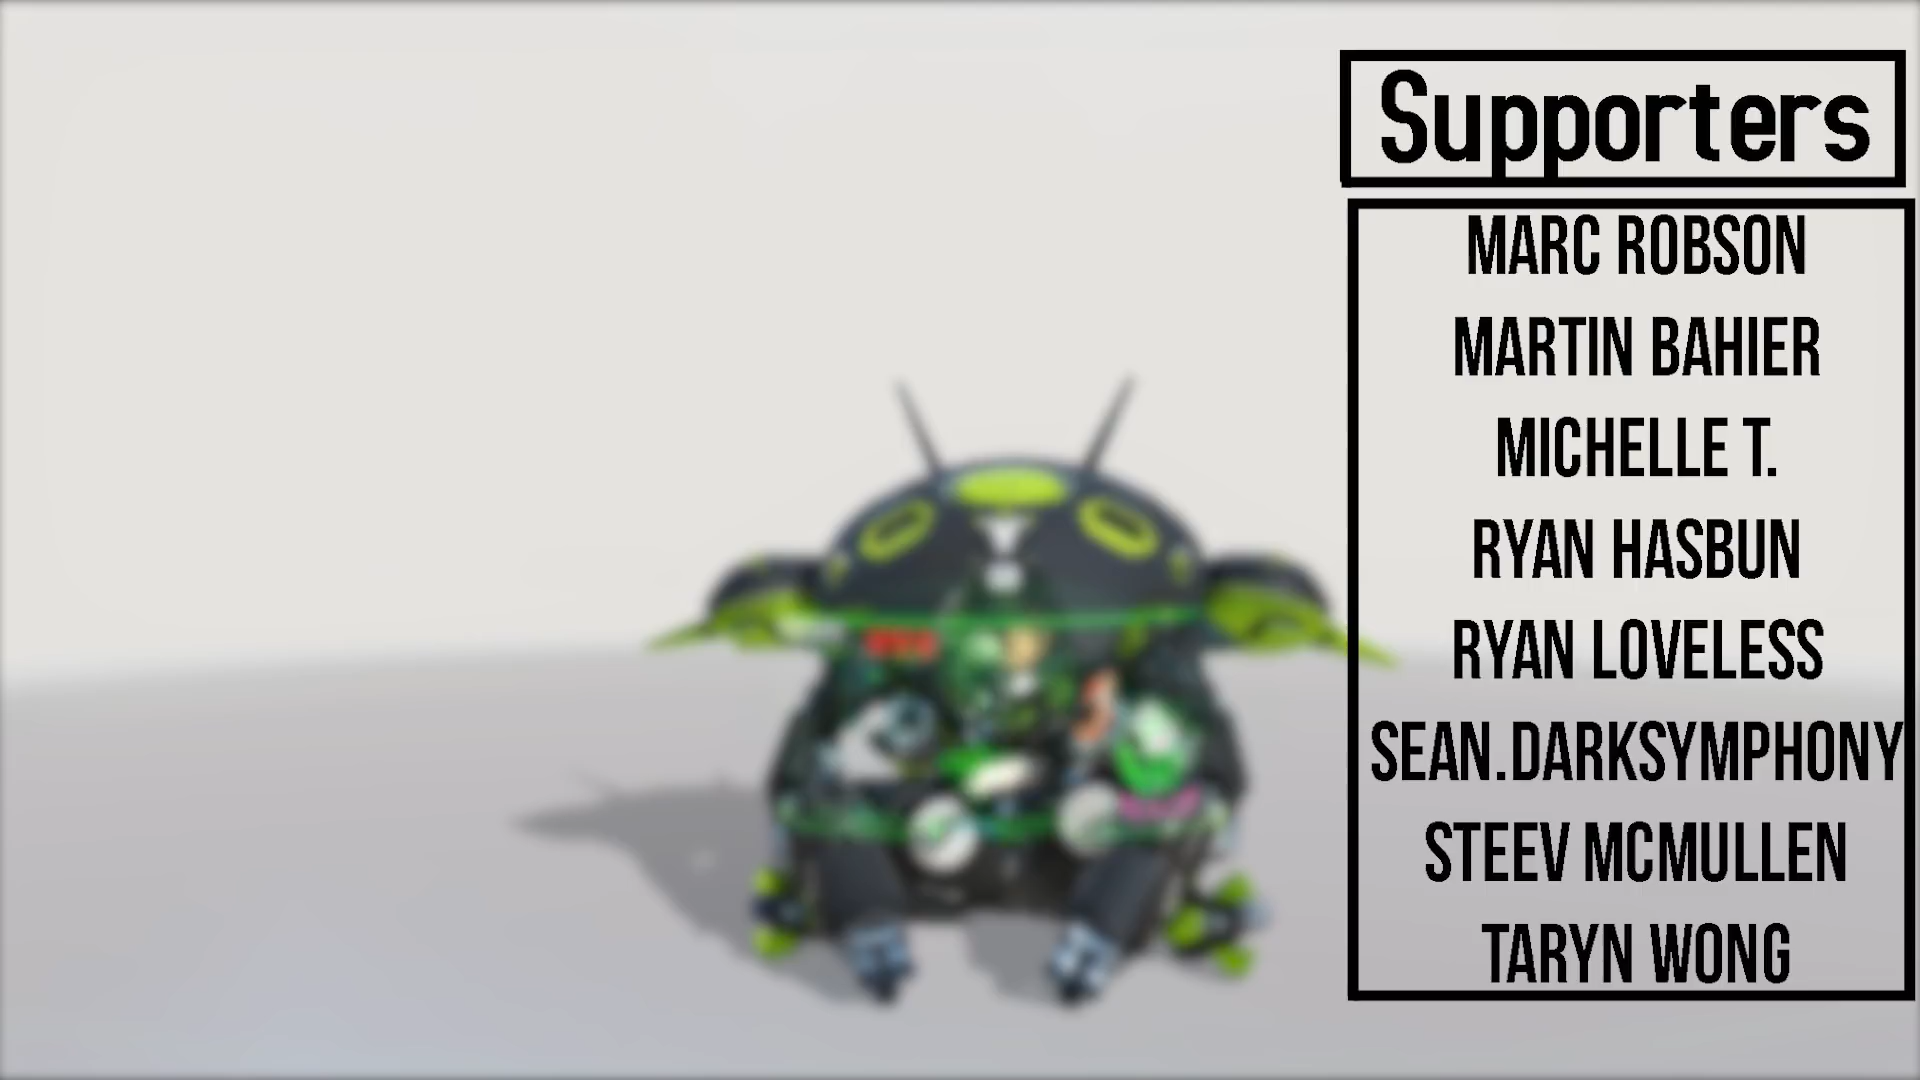 Supporters
MARC ROBSON
MARTIN BAHIER
MICHELLE T.
RYAN HASBUN
RYAN LOVELESS
SEAN.DARKSYMPHONY
STEEV MCMULLEN
TARYN WONG